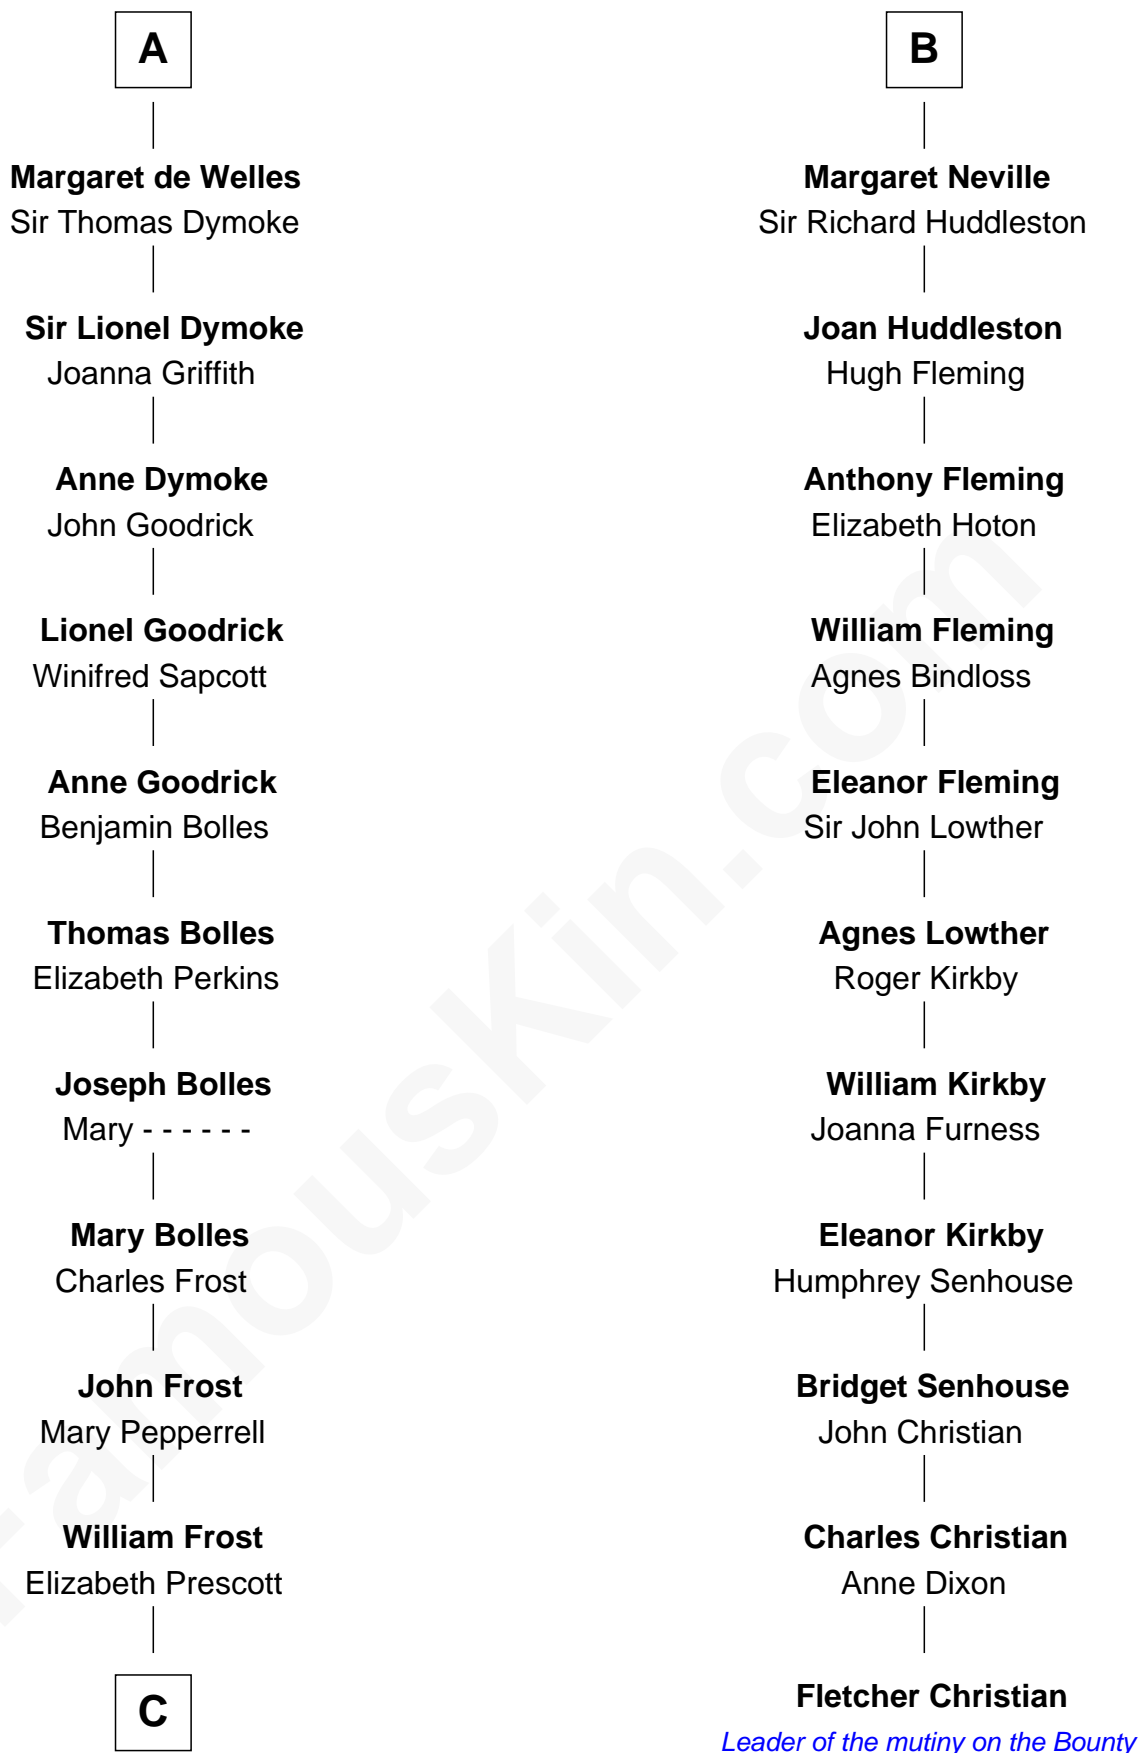 A
Margaret de Welles
Sir Thomas Dymoke
Sir Lionel Dymoke
Joanna Griffith
Anne Dymoke
John Goodrick
Lionel Goodrick
Winifred Sapcott
Anne Goodrick
Benjamin Bolles
Thomas Bolles
Elizabeth Perkins
Joseph Bolles
Mary - - - - - -
Mary Bolles
Charles Frost
John Frost
Mary Pepperrell
William Frost
Elizabeth Prescott
C
B
Margaret Neville
Sir Richard Huddleston
Joan Huddleston
Hugh Fleming
Anthony Fleming
Elizabeth Hoton
William Fleming
Agnes Bindloss
Eleanor Fleming
Sir John Lowther
Agnes Lowther
Roger Kirkby
William Kirkby
Joanna Furness
Eleanor Kirkby
Humphrey Senhouse
Bridget Senhouse
John Christian
Charles Christian
Anne Dixon
Fletcher Christian
Leader of the mutiny on the Bounty
FamousKin.com